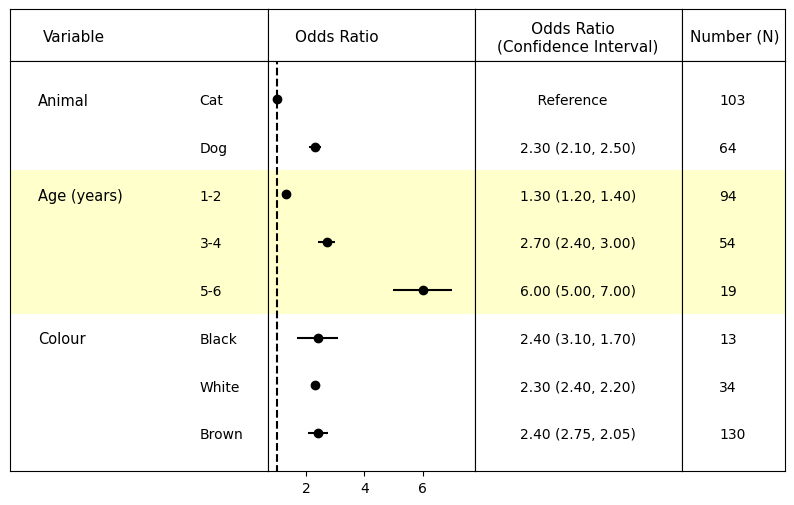 Variable Odds Ratio Odds Ratio (Confidence Interval) Number (N)
Animal Cat Reference 103
Dog 2.30 (2.10, 2.50) 64
Age (years) 1-2 1.30 (1.20, 1.40) 94
3-4 2.70 (2.40, 3.00) 54
5-6 6.00 (5.00, 7.00) 19
Colour Black 2.40 (3.10, 1.70) 13
White 2.30 (2.40, 2.20) 34
Brown 2.40 (2.75, 2.05) 130
2 4 6